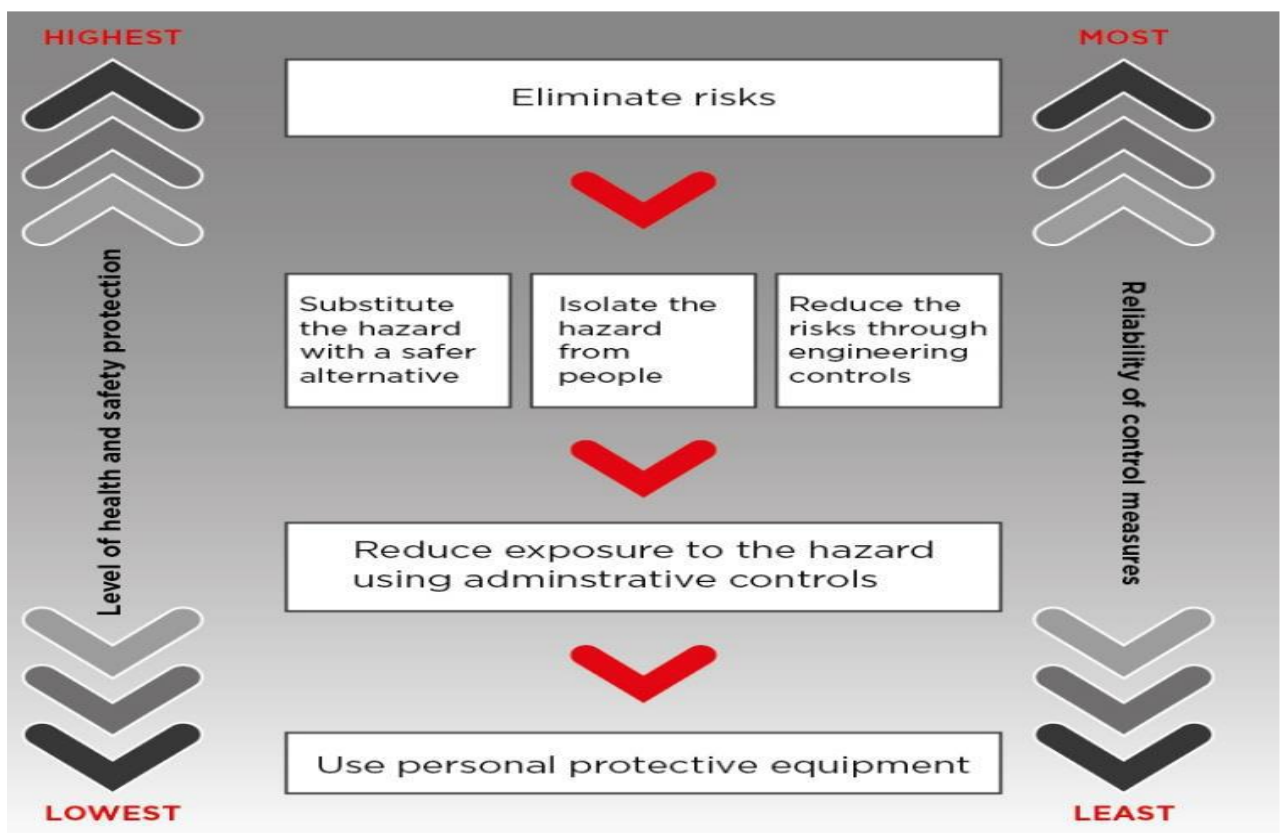 HIGHEST
MOST
Eliminate risks
Substitute
the hazard
with a safer
alternative
Isolate the
hazard
from
people
Reduce the
risks through
engineering
controls
Level of health and safety protection
Reliability of control measures
Reduce exposure to the hazard
using adminstrative controls
Use personal protective equipment
LOWEST
LEAST